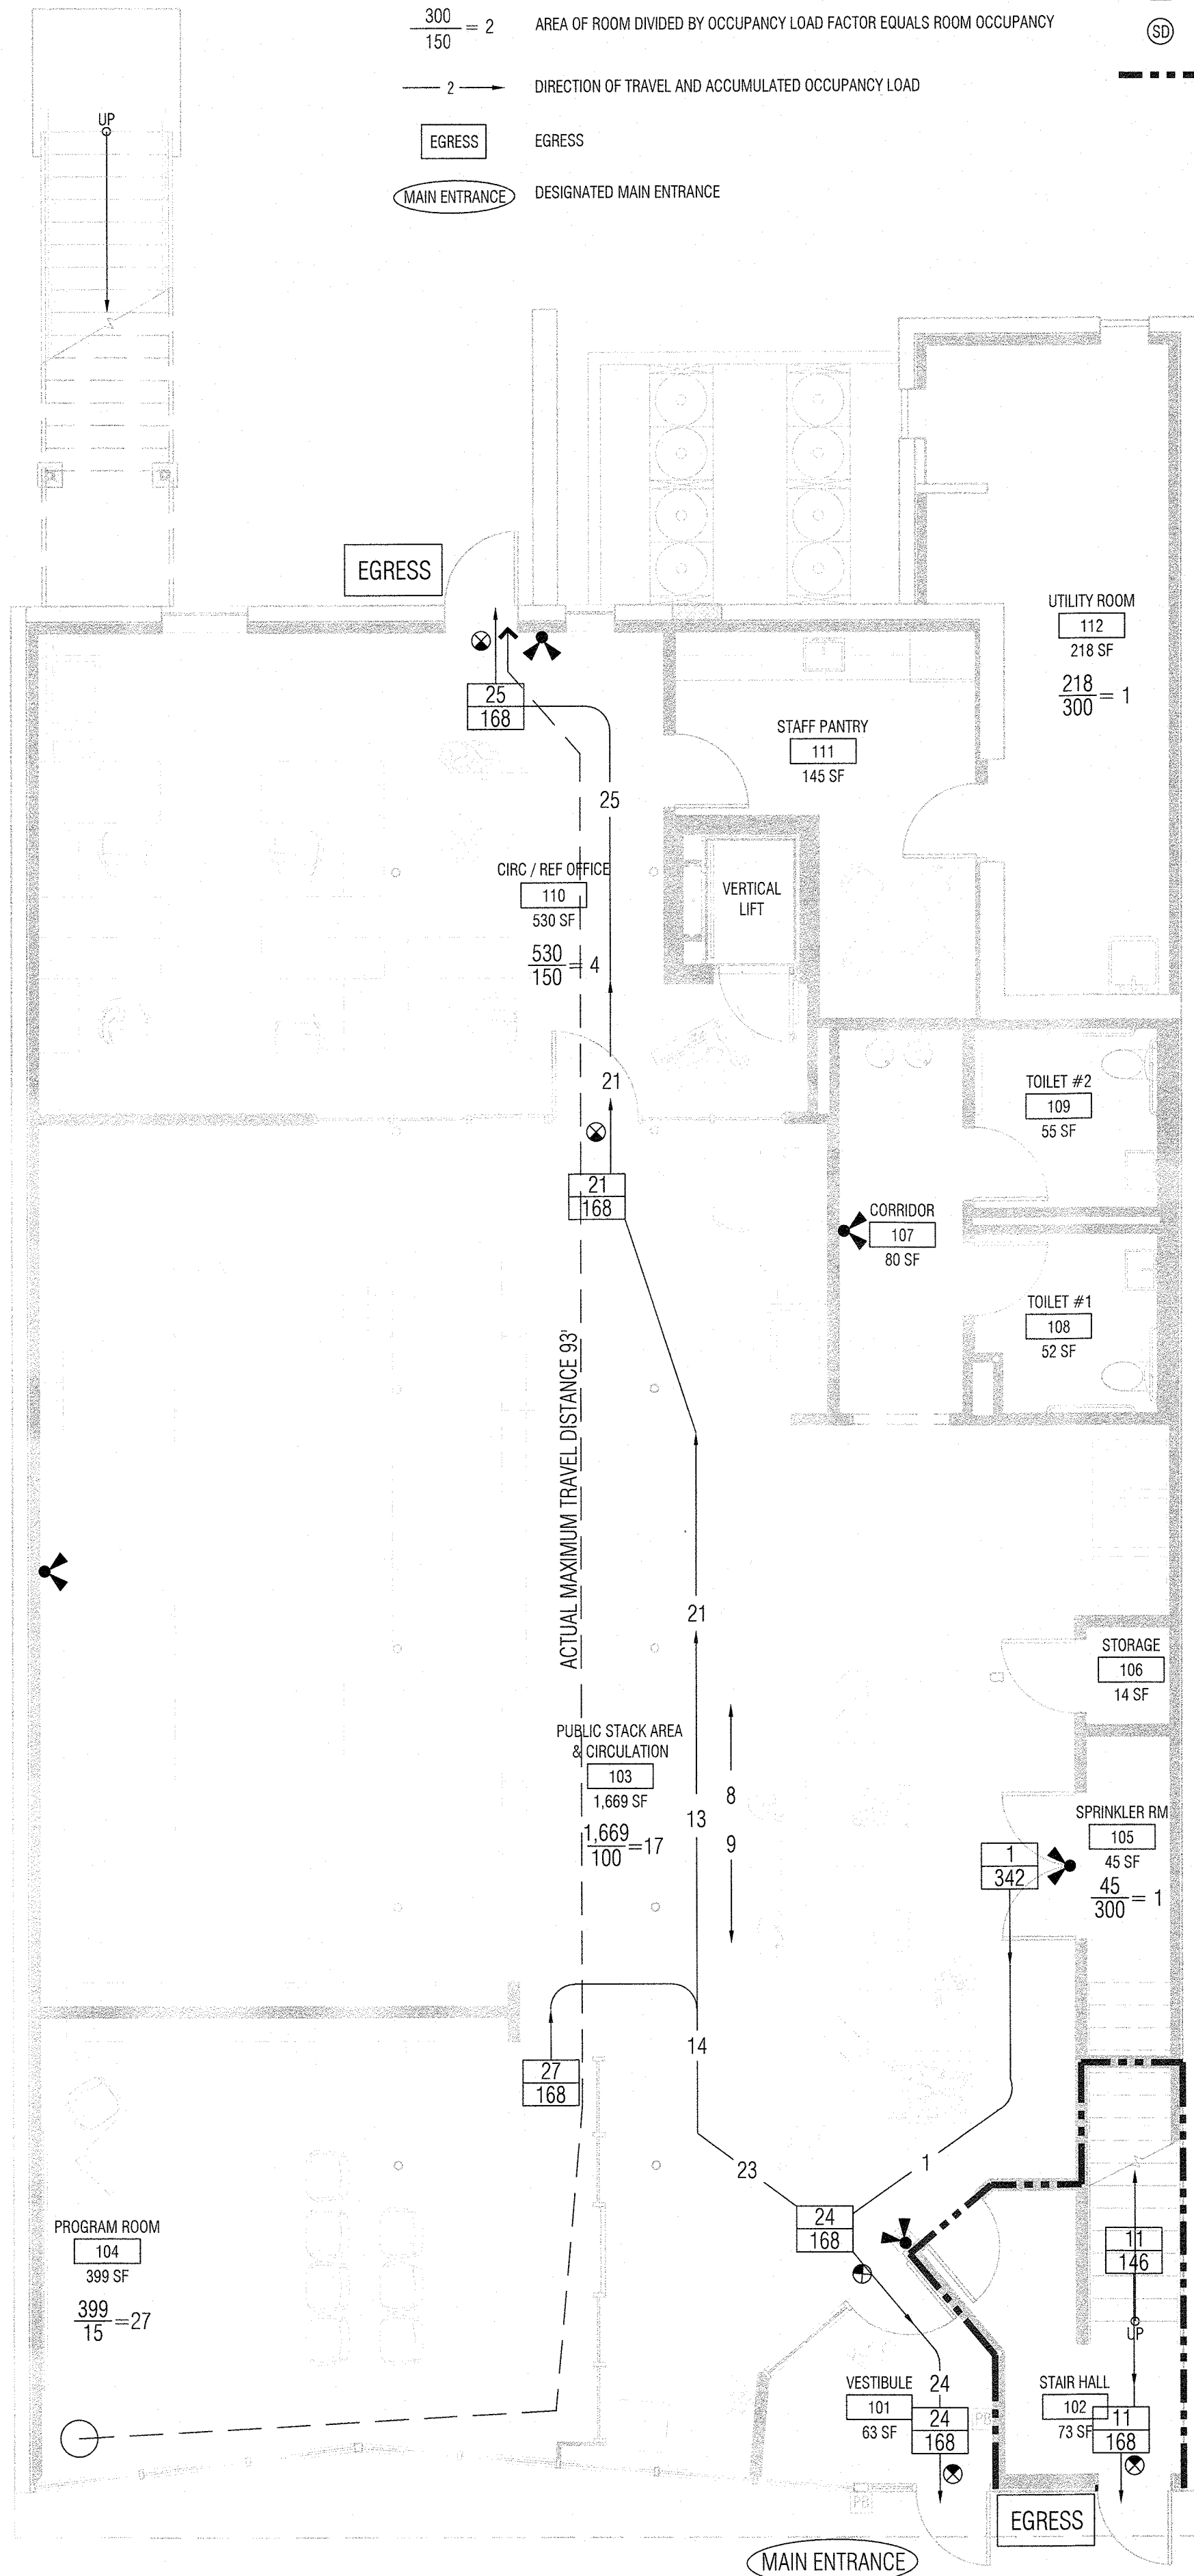 300
150
= 2
AREA OF ROOM DIVIDED BY OCCUPANCY LOAD FACTOR EQUALS ROOM OCCUPANCY
SD
2
DIRECTION OF TRAVEL AND ACCUMULATED OCCUPANCY LOAD
EGRESS
EGRESS
MAIN ENTRANCE
DESIGNATED MAIN ENTRANCE
UP
EGRESS
UTILITY ROOM
112
218 SF
218
300
= 1
25
168
STAFF PANTRY
111
145 SF
25
CIRC / REF OFFICE
110
530 SF
530
150
= 4
VERTICAL
LIFT
21
TOILET #2
109
55 SF
21
168
CORRIDOR
107
80 SF
TOILET #1
108
52 SF
ACTUAL MAXIMUM TRAVEL DISTANCE 93'
21
STORAGE
106
14 SF
PUBLIC STACK AREA
& CIRCULATION
103
1,669 SF
1,669
100
=17
8
13
9
SPRINKLER RM
105
45 SF
45
300
= 1
1
342
14
27
168
23
1
24
168
11
146
UP
PROGRAM ROOM
104
399 SF
399
15
=27
VESTIBULE
101
63 SF
24
24
168
PB
STAIR HALL
102
73 SF
11
168
PB
EGRESS
MAIN ENTRANCE